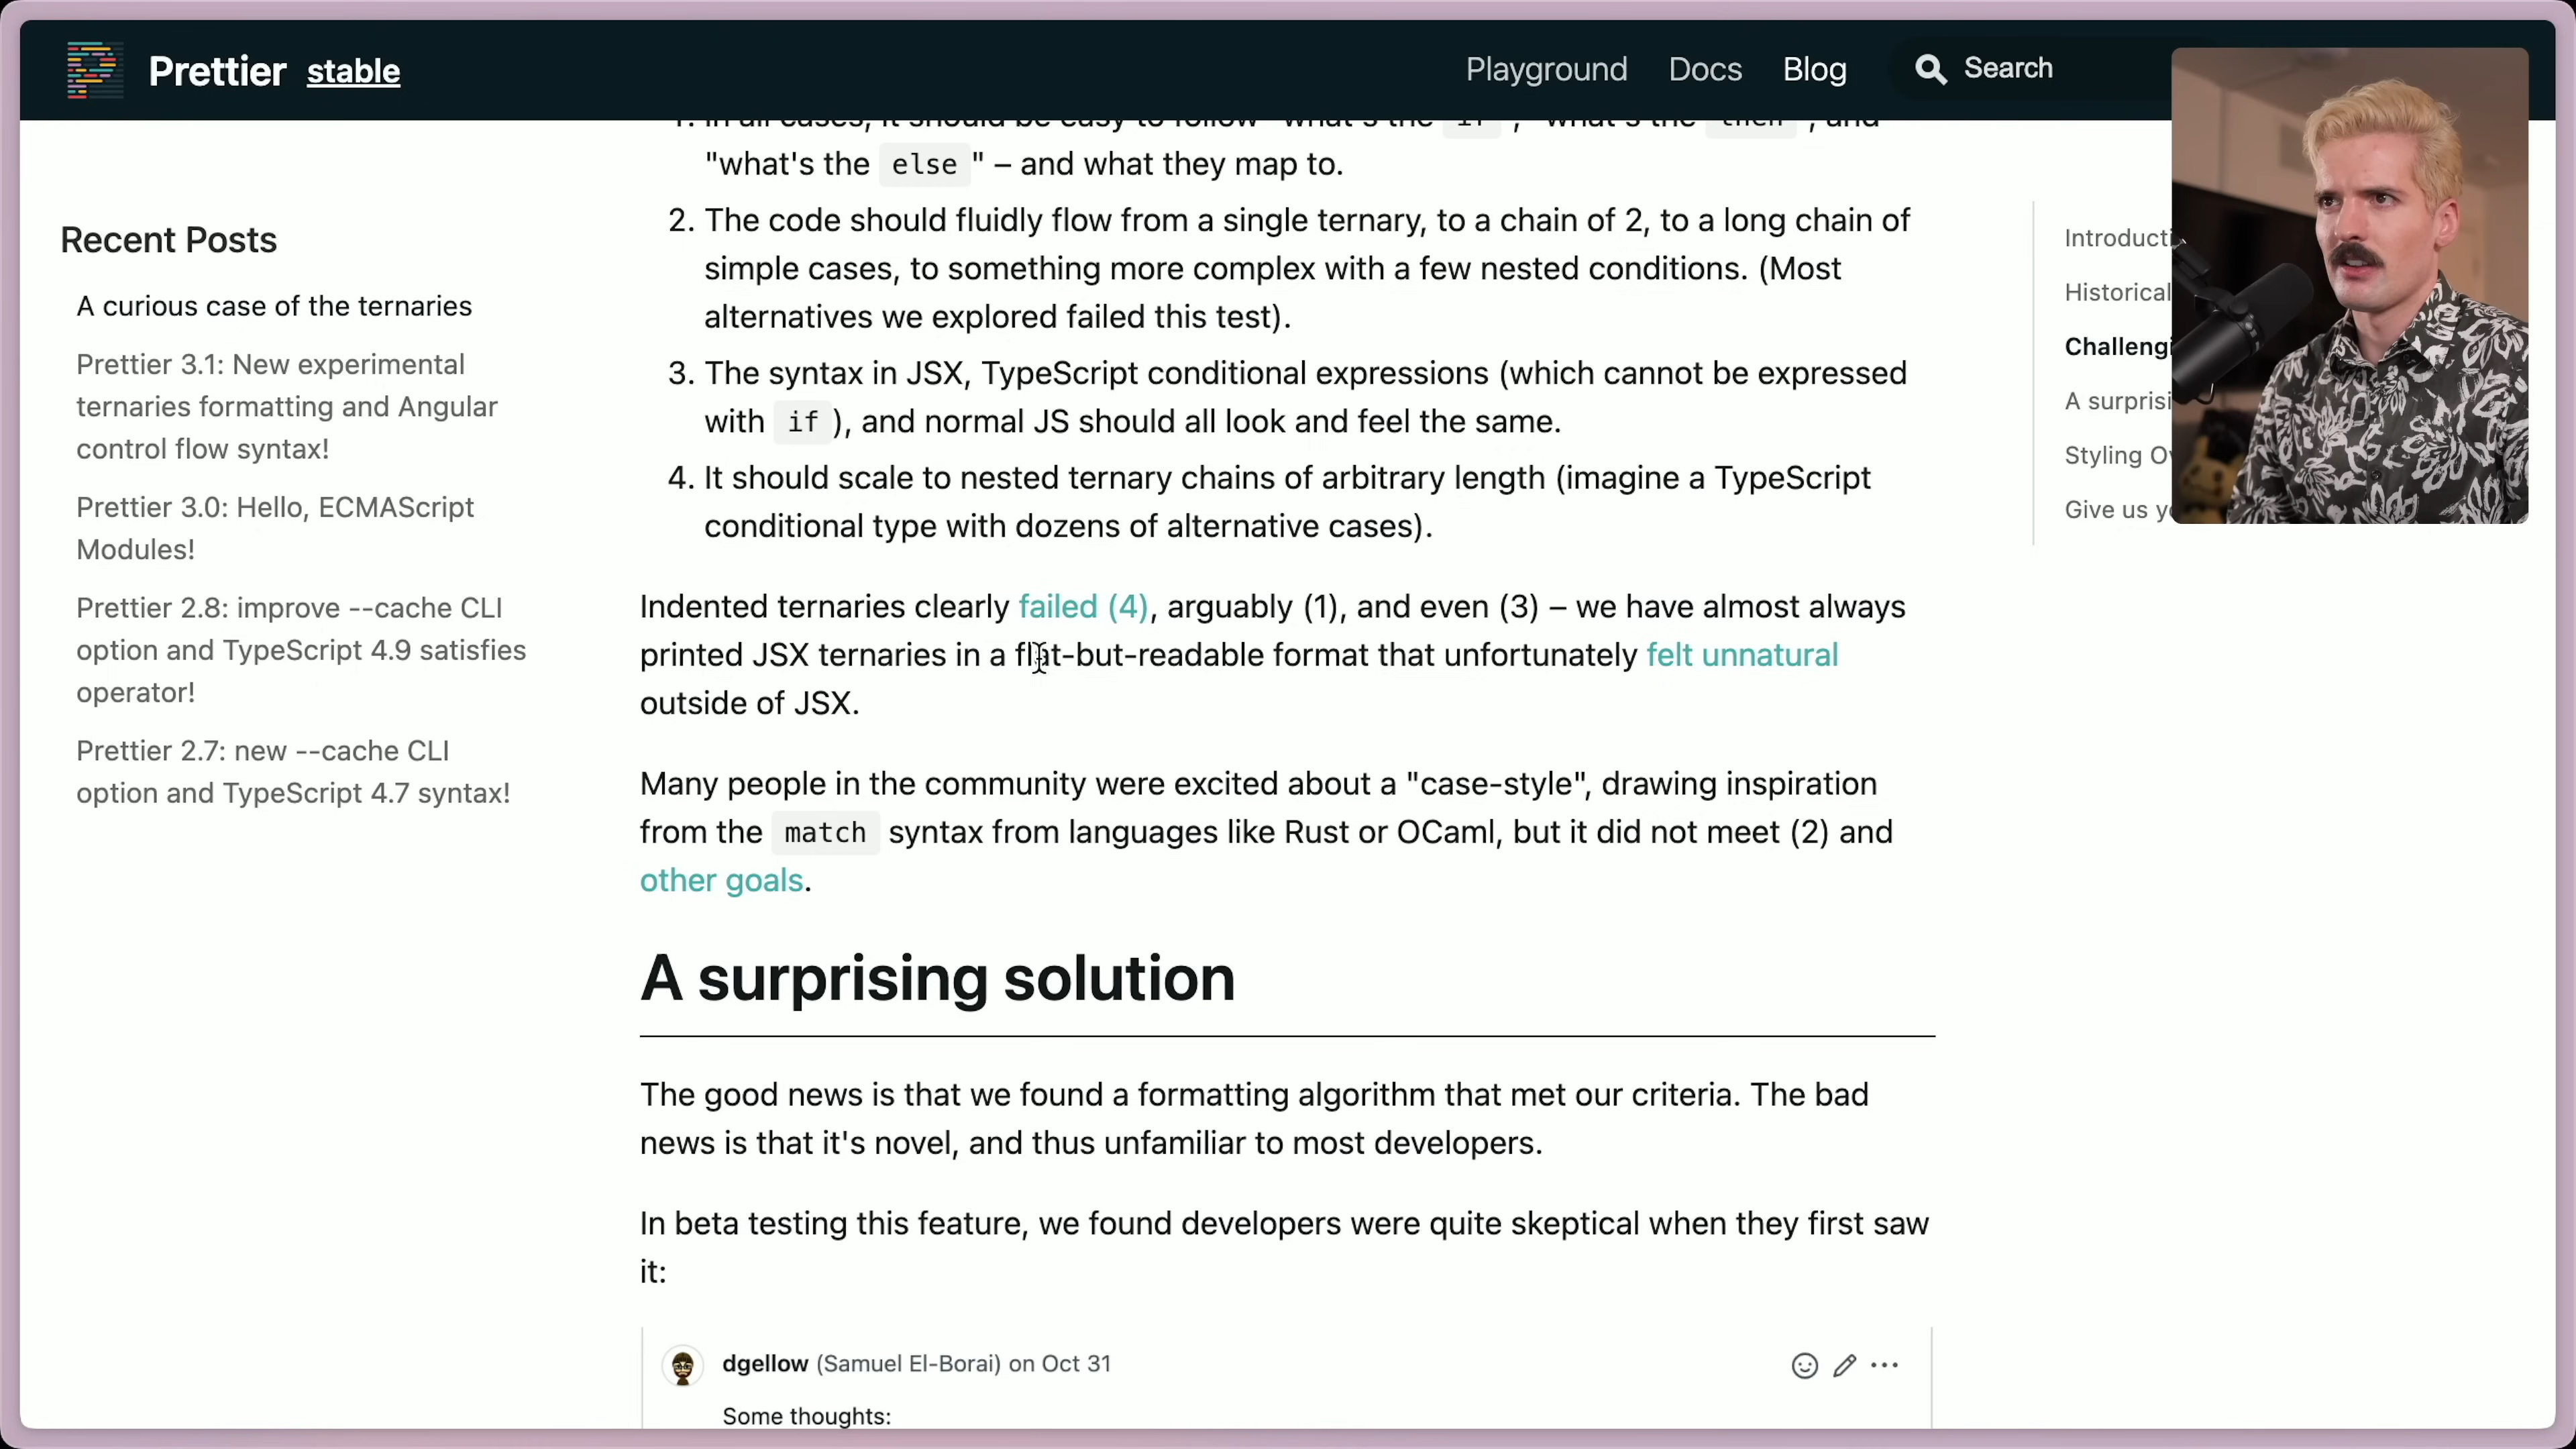 Prettier stable
Playground Docs Blog Search
"what's the else " – and what they map to.
2. The code should fluidly flow from a single ternary, to a chain of 2, to a long chain of
simple cases, to something more complex with a few nested conditions. (Most
alternatives we explored failed this test).
3. The syntax in JSX, TypeScript conditional expressions (which cannot be expressed
with if ), and normal JS should all look and feel the same.
4. It should scale to nested ternary chains of arbitrary length (imagine a TypeScript
conditional type with dozens of alternative cases).
Indented ternaries clearly failed (4), arguably (1), and even (3) – we have almost always
printed JSX ternaries in a flat-but-readable format that unfortunately felt unnatural
outside of JSX.
Many people in the community were excited about a "case-style", drawing inspiration
from the match syntax from languages like Rust or OCaml, but it did not meet (2) and
other goals.
A surprising solution
The good news is that we found a formatting algorithm that met our criteria. The bad
news is that it's novel, and thus unfamiliar to most developers.
In beta testing this feature, we found developers were quite skeptical when they first saw
it:
dgellow (Samuel El-Borai) on Oct 31
Some thoughts:
Recent Posts
A curious case of the ternaries
Prettier 3.1: New experimental
ternaries formatting and Angular
control flow syntax!
Prettier 3.0: Hello, ECMAScript
Modules!
Prettier 2.8: improve --cache CLI
option and TypeScript 4.9 satisfies
operator!
Prettier 2.7: new --cache CLI
option and TypeScript 4.7 syntax!
Introducti
Historical
Challengi
A surprisi
Styling Ov
Give us yo